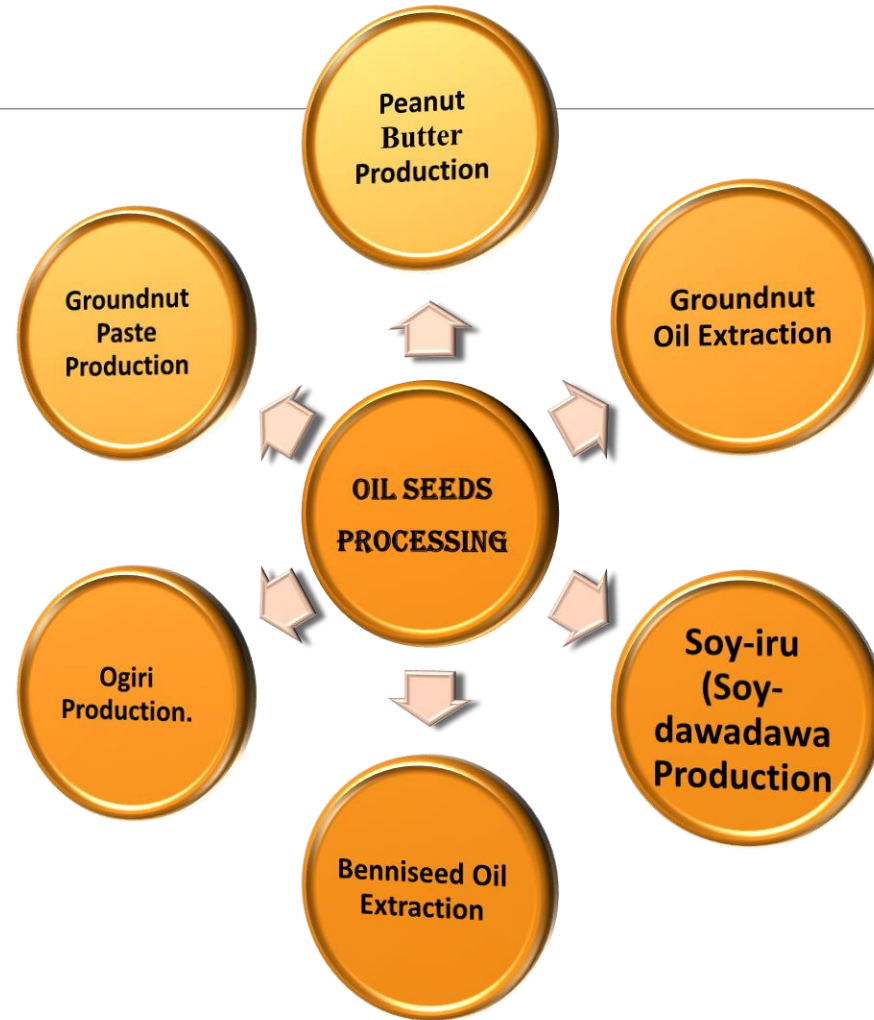 Peanut
Butter
Production
Groundnut
Paste
Production
Groundnut
Oil Extraction
OIL SEEDS
PROCESSING
Ogiri
Production.
Soy-iru
(Soy-
dawadawa
Production
Benniseed Oil
Extraction